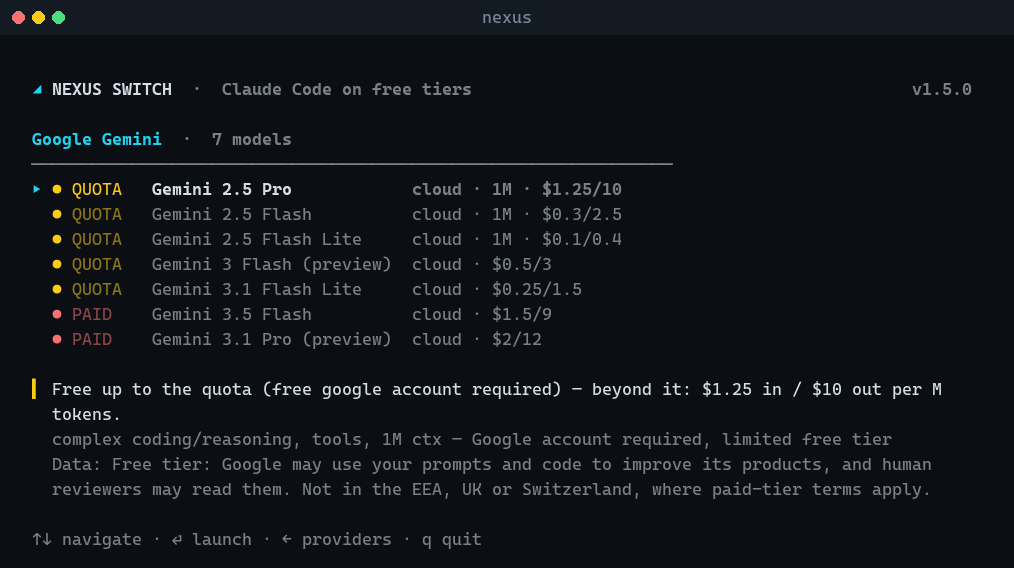 nexus
NEXUS SWITCH · Claude Code on free tiers v1.5.0
Google Gemini · 7 models
▸ ● QUOTA Gemini 2.5 Pro cloud · 1M · $1.25/10
● QUOTA Gemini 2.5 Flash cloud · 1M · $0.3/2.5
● QUOTA Gemini 2.5 Flash Lite cloud · 1M · $0.1/0.4
● QUOTA Gemini 3 Flash (preview) cloud · $0.5/3
● QUOTA Gemini 3.1 Flash Lite cloud · $0.25/1.5
● PAID Gemini 3.5 Flash cloud · $1.5/9
● PAID Gemini 3.1 Pro (preview) cloud · $2/12
Free up to the quota (free google account required) — beyond it: $1.25 in / $10 out per M
tokens.
complex coding/reasoning, tools, 1M ctx — Google account required, limited free tier
Data: Free tier: Google may use your prompts and code to improve its products, and human
reviewers may read them. Not in the EEA, UK or Switzerland, where paid-tier terms apply.
↑↓ navigate · ↵ launch · ← providers · q quit